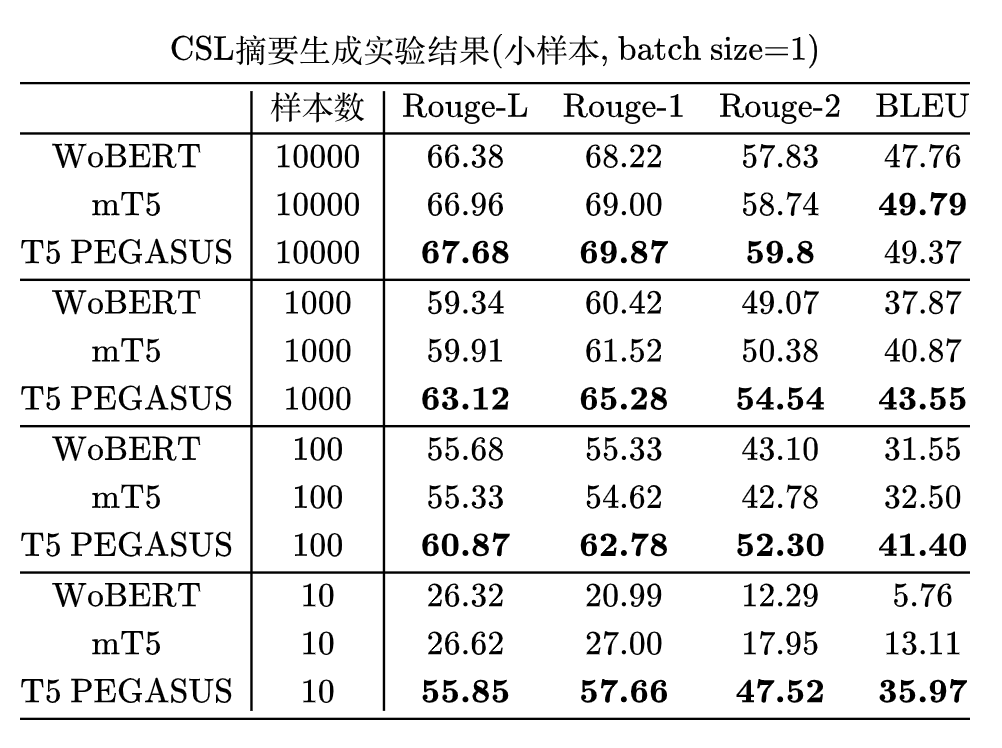 CSL摘要生成实验结果(小样本, batch size=1)
样本数 Rouge-L Rouge-1 Rouge-2 BLEU
WoBERT 10000 66.38 68.22 57.83 47.76
mT5 10000 66.96 69.00 58.74 49.79
T5 PEGASUS 10000 67.68 69.87 59.8 49.37
WoBERT 1000 59.34 60.42 49.07 37.87
mT5 1000 59.91 61.52 50.38 40.87
T5 PEGASUS 1000 63.12 65.28 54.54 43.55
WoBERT 100 55.68 55.33 43.10 31.55
mT5 100 55.33 54.62 42.78 32.50
T5 PEGASUS 100 60.87 62.78 52.30 41.40
WoBERT 10 26.32 20.99 12.29 5.76
mT5 10 26.62 27.00 17.95 13.11
T5 PEGASUS 10 55.85 57.66 47.52 35.97